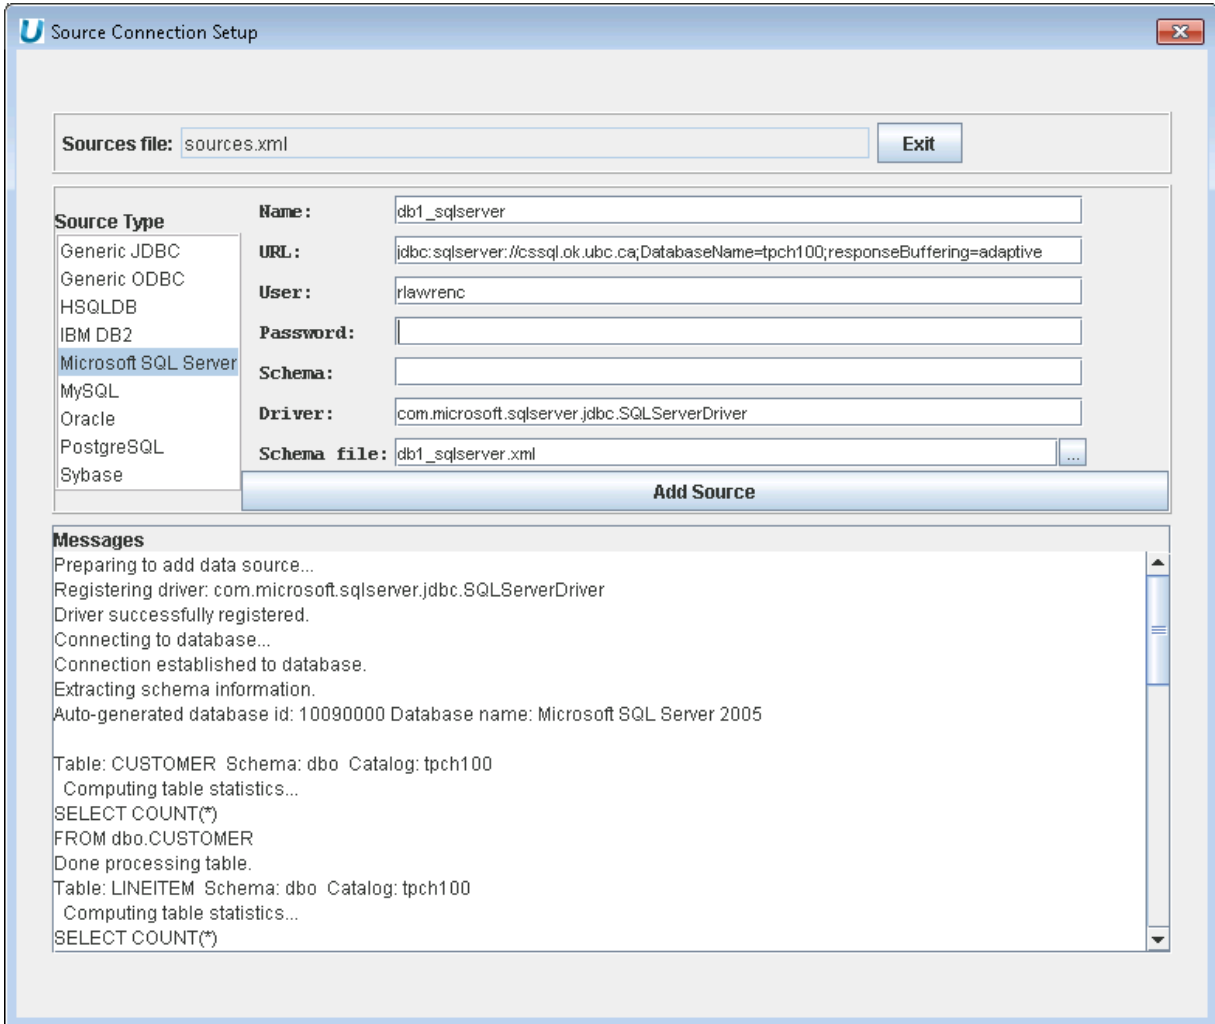 Source Connection Setup
Sources file: sources.xml Exit
Source Type
Generic JDBC
Generic ODBC
HSQLDB
IBM DB2
Microsoft SQL Server
MySQL
Oracle
PostgreSQL
Sybase
Name: db1_sqlserver
URL: jdbc:sqlserver://cssql.ok.ubc.ca;DatabaseName=tpch100;responseBuffering=adaptive
User: rlawrenc
Password:
Schema:
Driver: com.microsoft.sqlserver.jdbc.SQLServerDriver
Schema file: db1_sqlserver.xml ...
Add Source
Messages
Preparing to add data source...
Registering driver: com.microsoft.sqlserver.jdbc.SQLServerDriver
Driver successfully registered.
Connecting to database...
Connection established to database.
Extracting schema information.
Auto-generated database id: 10090000 Database name: Microsoft SQL Server 2005
Table: CUSTOMER  Schema: dbo  Catalog: tpch100
Computing table statistics...
SELECT COUNT(*)
FROM dbo.CUSTOMER
Done processing table.
Table: LINEITEM  Schema: dbo  Catalog: tpch100
Computing table statistics...
SELECT COUNT(*)